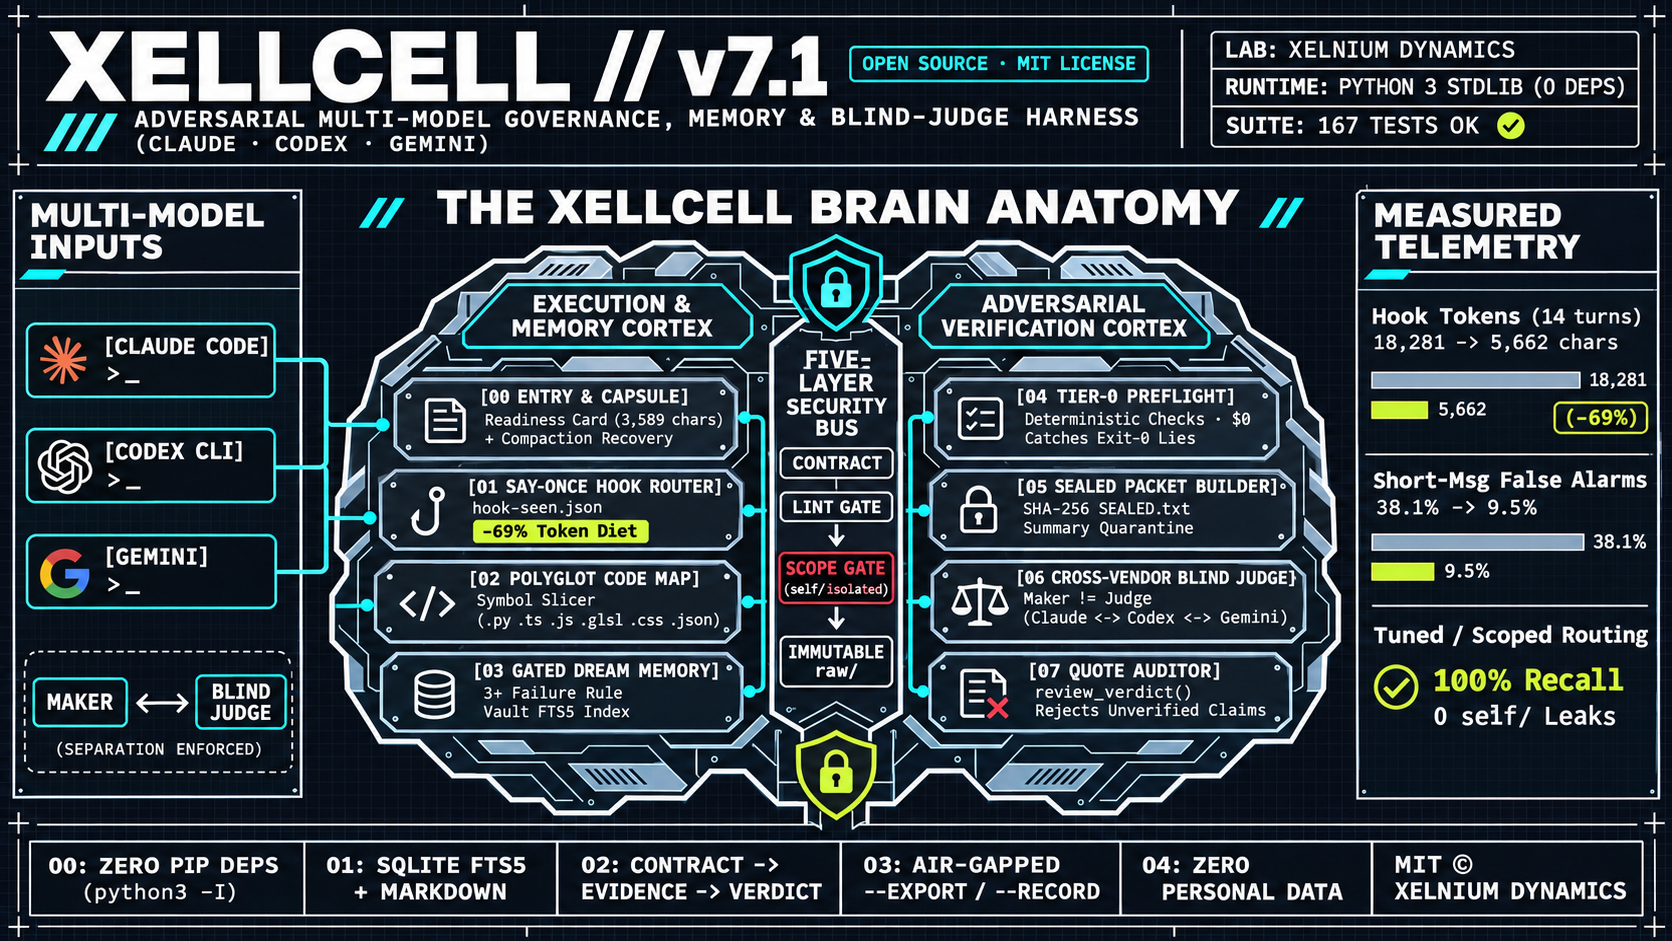 XELLCELL // v7.1
OPEN SOURCE · MIT LICENSE
ADVERSARIAL MULTI-MODEL GOVERNANCE, MEMORY & BLIND-JUDGE HARNESS
(CLAUDE · CODEX · GEMINI)
LAB: XELNIUM DYNAMICS
RUNTIME: PYTHON 3 STDLIB (0 DEPS)
SUITE: 167 TESTS OK
MULTI-MODEL
INPUTS
[CLAUDE CODE]
>_
[CODEX CLI]
>_
[GEMINI]
>_
MAKER
BLIND
JUDGE
(SEPARATION ENFORCED)
// THE XELLCELL BRAIN ANATOMY //
EXECUTION &
MEMORY CORTEX
[00 ENTRY & CAPSULE]
Readiness Card (3,589 chars)
+ Compaction Recovery
[01 SAY-ONCE HOOK ROUTER]
hook-seen.json
-69% Token Diet
[02 POLYGLOT CODE MAP]
</>
Symbol Slicer
(.py .ts .js .glsl .css .json)
[03 GATED DREAM MEMORY]
3+ Failure Rule
Vault FTS5 Index
FIVE-
LAYER
SECURITY
BUS
CONTRACT
LINT GATE
SCOPE GATE
(self/isolated)
IMMUTABLE
raw/
ADVERSARIAL
VERIFICATION CORTEX
[04 TIER-0 PREFLIGHT]
Deterministic Checks · $0
Catches Exit-0 Lies
[05 SEALED PACKET BUILDER]
SHA-256 SEALED.txt
Summary Quarantine
[06 CROSS-VENDOR BLIND JUDGE}
Maker != Judge
(Claude <-> Codex <-> Gemini)
[07 QUOTE AUDITOR]
review_verdict()
Rejects Unverified Claims
MEASURED
TELEMETRY
Hook Tokens (14 turns)
18,281 -> 5,662 chars
18,281
5,662
(-69%)
Short-Msg False Alarms
38.1% -> 9.5%
38.1%
9.5%
Tuned / Scoped Routing
100% Recall
0 self/ Leaks
00: ZERO PIP DEPS
(python3 -I)
01: SQLITE FTS5
+ MARKDOWN
02: CONTRACT ->
EVIDENCE -> VERDICT
03: AIR-GAPPED
--EXPORT / --RECORD
04: ZERO
PERSONAL DATA
MIT ©
XELNIUM DYNAMICS